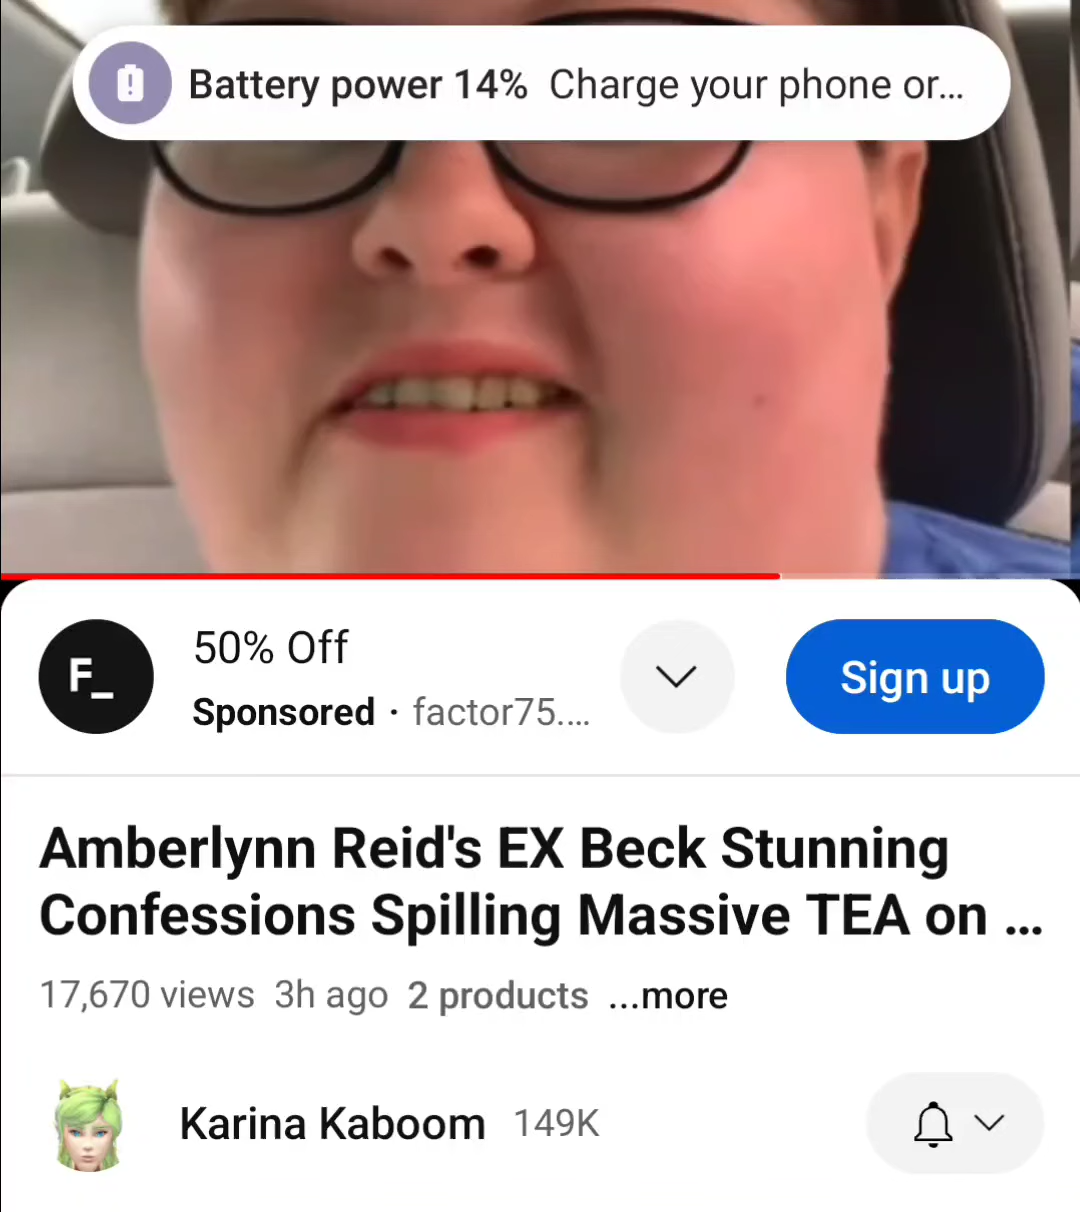 Battery power 14% Charge your phone or...
F_
50% Off
Sponsored · factor75....
Sign up
Amberlynn Reid's EX Beck Stunning
Confessions Spilling Massive TEA on ...
17,670 views 3h ago 2 products ...more
Karina Kaboom 149K